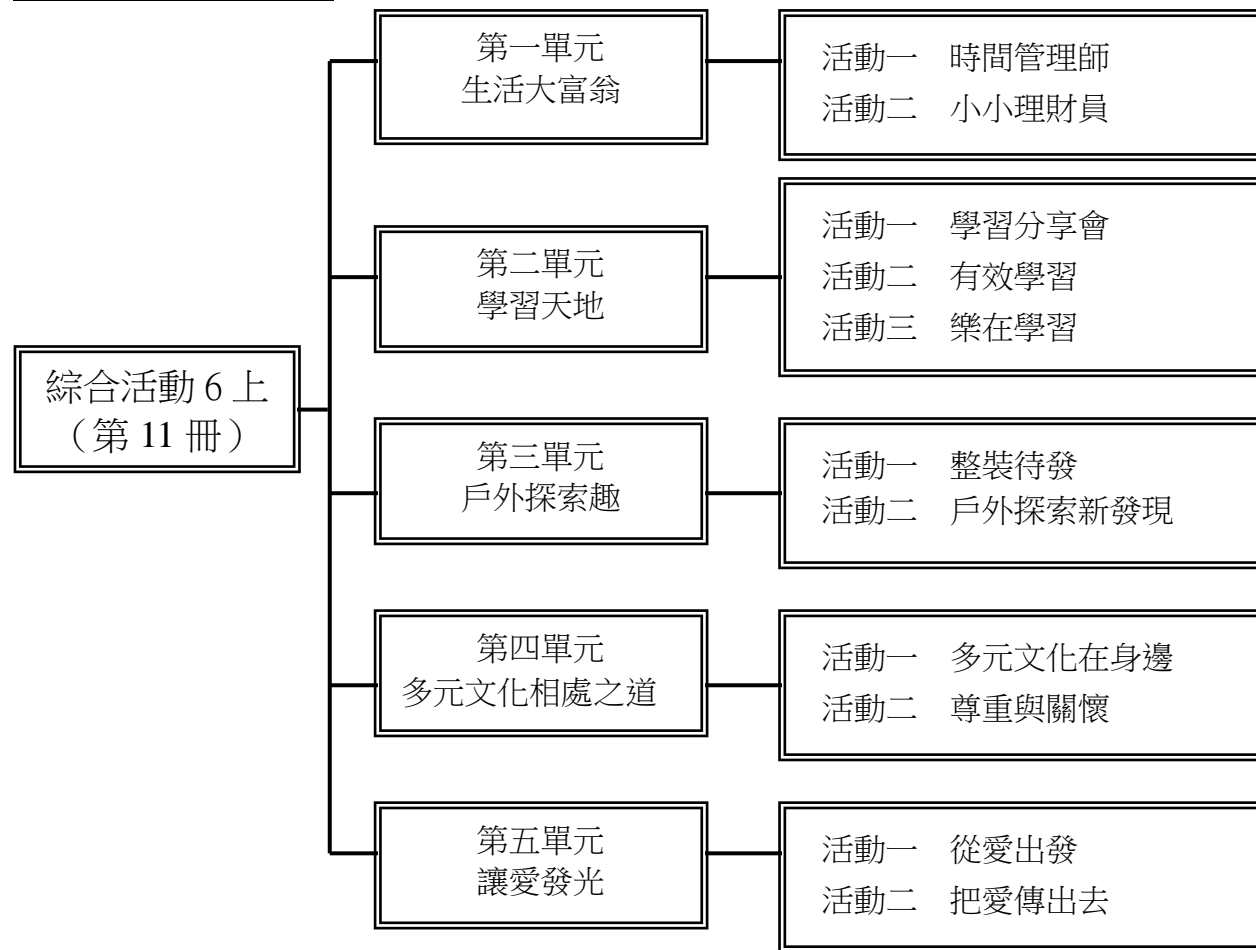 第一單元
生活大富翁
活動一　時間管理師
活動二　小小理財員
第二單元
學習天地
活動一　學習分享會
活動二　有效學習
活動三　樂在學習
綜合活動 6 上
（第 11 冊）
第三單元
戶外探索趣
活動一　整裝待發
活動二　戶外探索新發現
第四單元
多元文化相處之道
活動一　多元文化在身邊
活動二　尊重與關懷
第五單元
讓愛發光
活動一　從愛出發
活動二　把愛傳出去